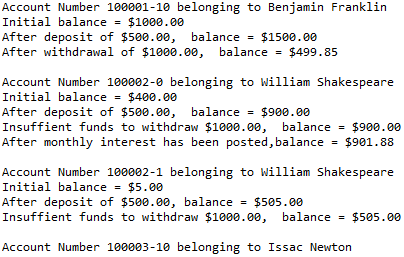 Account Number 100001-10 belonging to Benjamin Franklin
Initial balance = $1000.00
After deposit of $500.00,  balance = $1500.00
After withdrawal of $1000.00,  balance = $499.85

Account Number 100002-0 belonging to William Shakespeare
Initial balance = $400.00
After deposit of $500.00,  balance = $900.00
Insufficient funds to withdraw $1000.00,  balance = $900.00
After monthly interest has been posted,balance = $901.88

Account Number 100002-1 belonging to William Shakespeare
Initial balance = $5.00
After deposit of $500.00, balance = $505.00
Insufficient funds to withdraw $1000.00,  balance = $505.00

Account Number 100003-10 belonging to Issac Newton